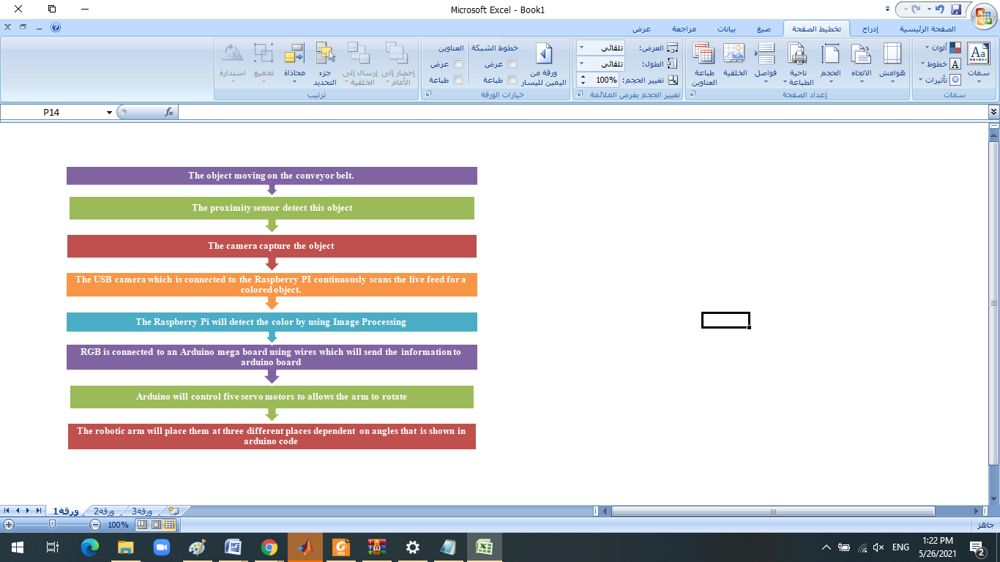 Microsoft Excel - Book1
الصفحة الرئيسية إدراج تخطيط الصفحة صيغ بيانات مراجعة عرض
سمات
ألوان
خطوط
تأثيرات
سمات
هوامش
الاتجاه
الحجم
ناحية الطباعة
فواصل
الخلفية
طباعة العناوين
إعداد الصفحة
العرض: تلقائي
الطول: تلقائي
تغيير الحجم: 100%
تغيير الحجم بغرض الملائمة
ورقة من اليمين لليسار
خطوط الشبكة
عرض
طباعة
العناوين
عرض
طباعة
خيارات الورقة
إحضار إلى الأمام
إرسال إلى الخلفية
جزء التحديد
محاذاة
تجميع
استدارة
ترتيب
P14
fx
The object moving on the conveyor belt.
The proximity sensor detect this object
The camera capture the object
The USB camera which is connected to the Raspberry PI continuously scans the live feed for a
colored object.
The Raspberry Pi will detect the color by using Image Processing
RGB is connected to an Arduino mega board using wires which will send the information to
arduino board
Arduino will control five servo motors to allows the arm to rotate
The robotic arm will place them at three different places dependent on angles that is shown in
arduino code
ورقة1 ورقة2 ورقة3
100%
جاهز
ENG
1:22 PM
5/26/2021
2